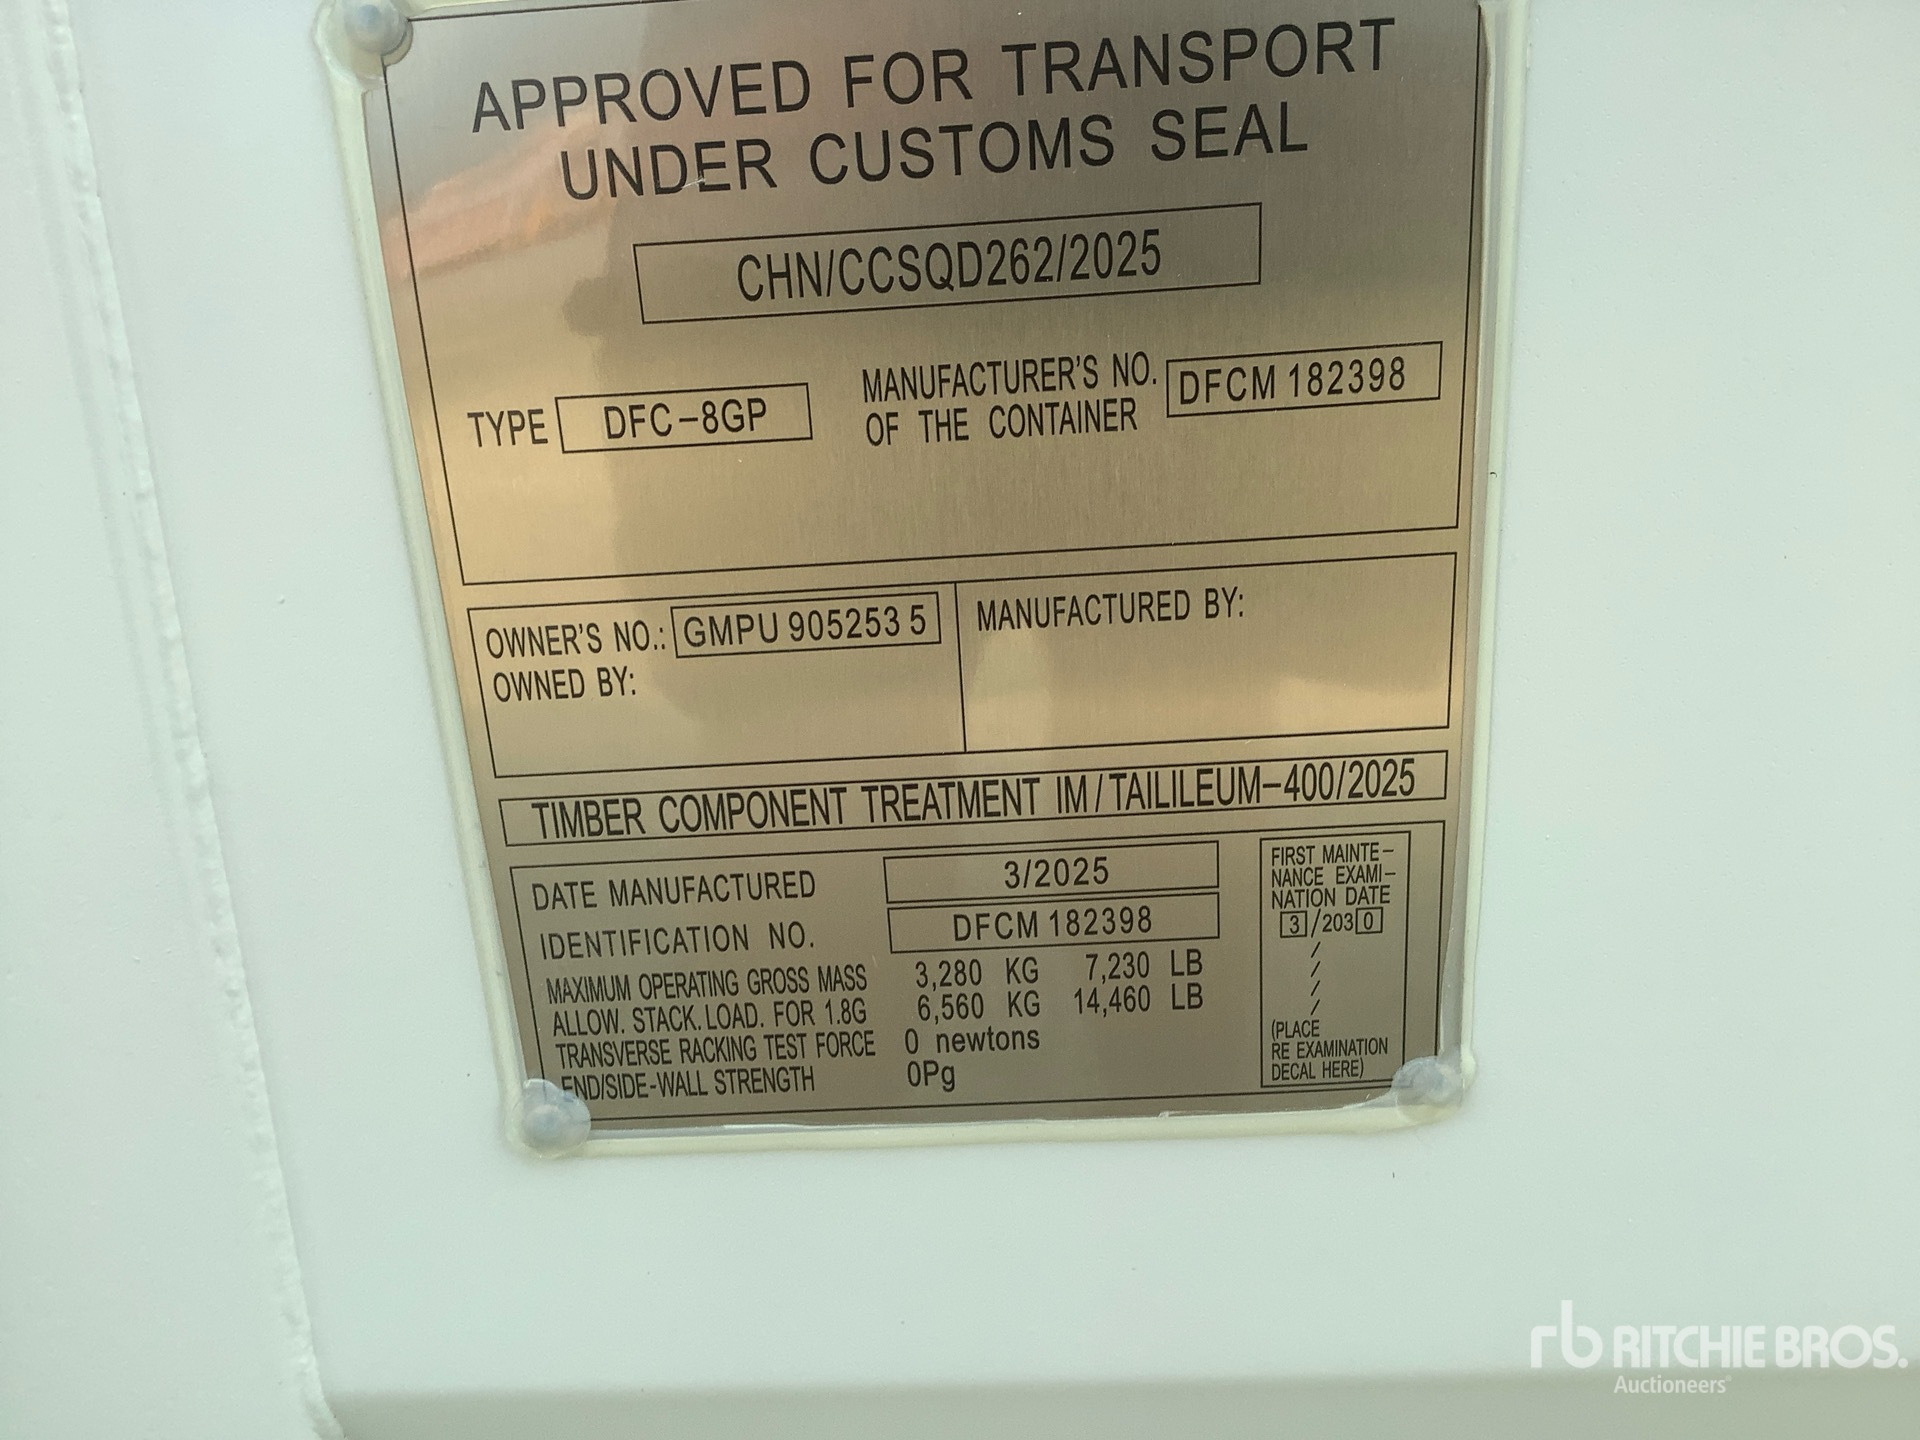 APPROVED FOR TRANSPORT
UNDER CUSTOMS SEAL
CHN/CCSQD262/2025
TYPE DFC-8GP
MANUFACTURER'S NO.
OF THE CONTAINER
DFCM 182398
OWNER'S NO.: GMPU 905253 5
OWNED BY:
MANUFACTURED BY:
TIMBER COMPONENT TREATMENT IM/TAILILEUM-400/2025
DATE MANUFACTURED 3/2025
IDENTIFICATION NO. DFCM 182398
MAXIMUM OPERATING GROSS MASS 3,280 KG 7,230 LB
ALLOW. STACK. LOAD. FOR 1.8G 6,560 KG 14,460 LB
TRANSVERSE RACKING TEST FORCE 0 newtons
END/SIDE-WALL STRENGTH 0Pg
FIRST MAINTE-
NANCE EXAMI-
NATION DATE
3/2030
/
/
/
/
(PLACE
RE EXAMINATION
DECAL HERE)
rb RITCHIE BROS.
Auctioneers